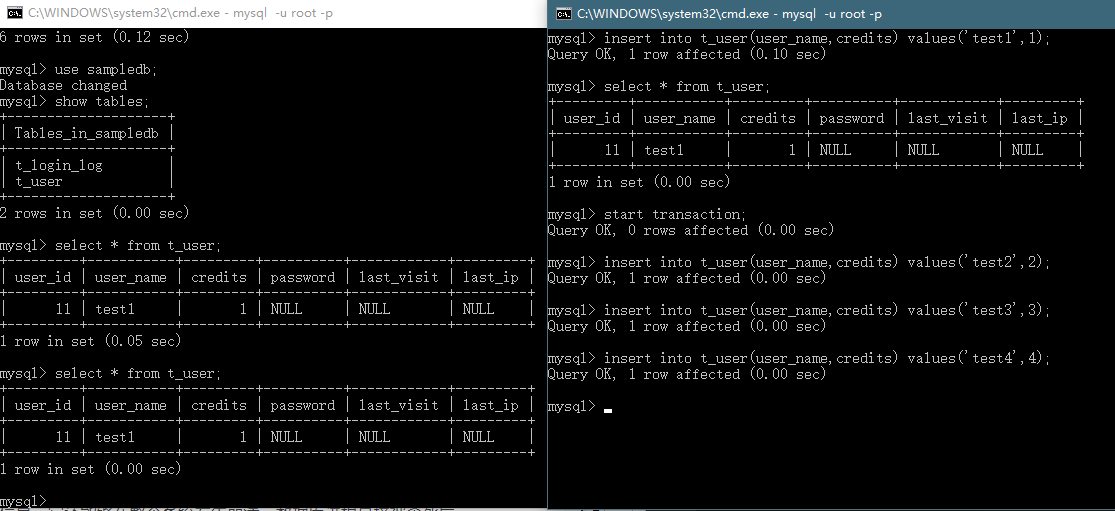 C:\WINDOWS\system32\cmd.exe - mysql  -u root -p
6 rows in set (0.12 sec)
mysql> use sampledb;
Database changed
mysql> show tables;
+--------------------+
| Tables_in_sampledb |
+--------------------+
| t_login_log        |
| t_user             |
+--------------------+
2 rows in set (0.00 sec)
mysql> select * from t_user;
+---------+-----------+---------+----------+------------+---------+
| user_id | user_name | credits | password | last_visit | last_ip |
+---------+-----------+---------+----------+------------+---------+
|      11 | test1     |       1 | NULL     | NULL       | NULL    |
+---------+-----------+---------+----------+------------+---------+
1 row in set (0.05 sec)
mysql> select * from t_user;
+---------+-----------+---------+----------+------------+---------+
| user_id | user_name | credits | password | last_visit | last_ip |
+---------+-----------+---------+----------+------------+---------+
|      11 | test1     |       1 | NULL     | NULL       | NULL    |
+---------+-----------+---------+----------+------------+---------+
1 row in set (0.00 sec)
mysql>
C:\WINDOWS\system32\cmd.exe - mysql  -u root -p
mysql> insert into t_user(user_name,credits) values('test1',1);
Query OK, 1 row affected (0.10 sec)
mysql> select * from t_user;
+---------+-----------+---------+----------+------------+---------+
| user_id | user_name | credits | password | last_visit | last_ip |
+---------+-----------+---------+----------+------------+---------+
|      11 | test1     |       1 | NULL     | NULL       | NULL    |
+---------+-----------+---------+----------+------------+---------+
1 row in set (0.00 sec)
mysql> start transaction;
Query OK, 0 rows affected (0.00 sec)
mysql> insert into t_user(user_name,credits) values('test2',2);
Query OK, 1 row affected (0.00 sec)
mysql> insert into t_user(user_name,credits) values('test3',3);
Query OK, 1 row affected (0.00 sec)
mysql> insert into t_user(user_name,credits) values('test4',4);
Query OK, 1 row affected (0.00 sec)
mysql>